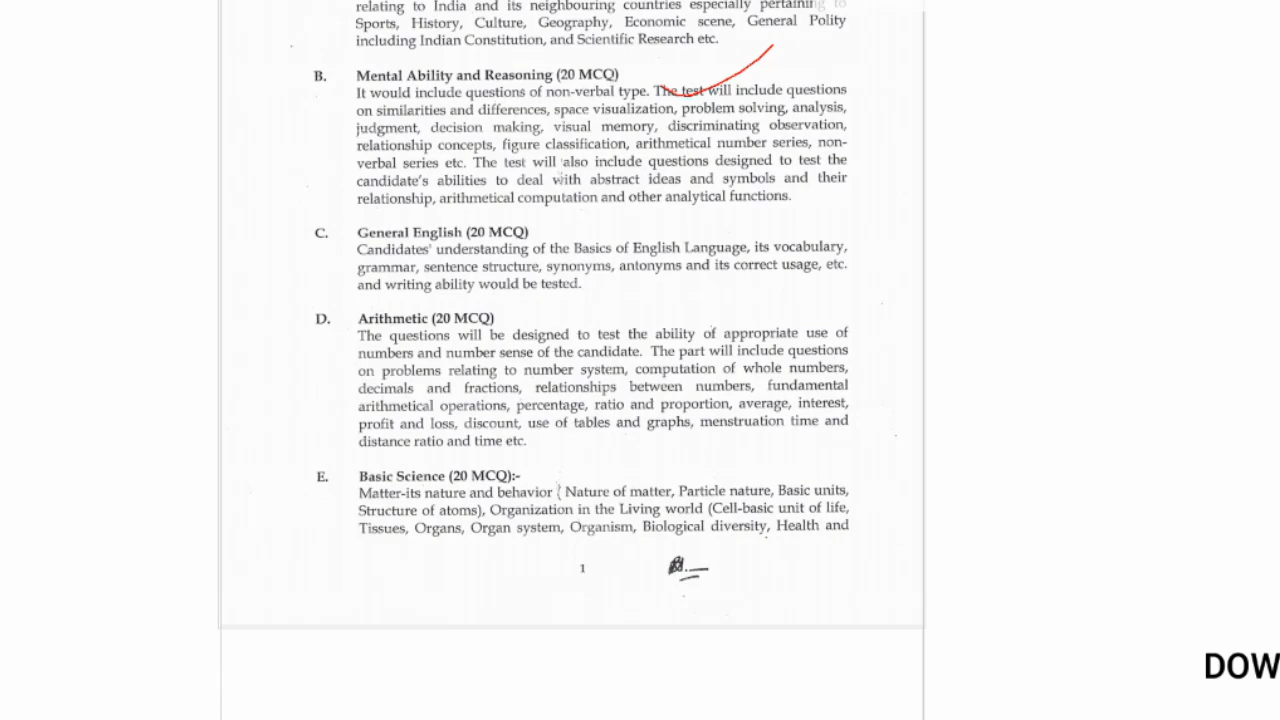 relating to India and its neighbouring countries especially pertaining to
Sports, History, Culture, Geography, Economic scene, General Polity
including Indian Constitution, and Scientific Research etc.
B. Mental Ability and Reasoning (20 MCQ)
It would include questions of non-verbal type. The test will include questions
on similarities and differences, space visualization, problem solving, analysis,
judgment, decision making, visual memory, discriminating observation,
relationship concepts, figure classification, arithmetical number series, non-
verbal series etc. The test will also include questions designed to test the
candidate's abilities to deal with abstract ideas and symbols and their
relationship, arithmetical computation and other analytical functions.
C. General English (20 MCQ)
Candidates' understanding of the Basics of English Language, its vocabulary,
grammar, sentence structure, synonyms, antonyms and its correct usage, etc.
and writing ability would be tested.
D. Arithmetic (20 MCQ)
The questions will be designed to test the ability of appropriate use of
numbers and number sense of the candidate. The part will include questions
on problems relating to number system, computation of whole numbers,
decimals and fractions, relationships between numbers, fundamental
arithmetical operations, percentage, ratio and proportion, average, interest,
profit and loss, discount, use of tables and graphs, menstruation time and
distance ratio and time etc.
E. Basic Science (20 MCQ):-
Matter-its nature and behavior ( Nature of matter, Particle nature, Basic units,
Structure of atoms), Organization in the Living world (Cell-basic unit of life,
Tissues, Organs, Organ system, Organism, Biological diversity, Health and
1
DOW